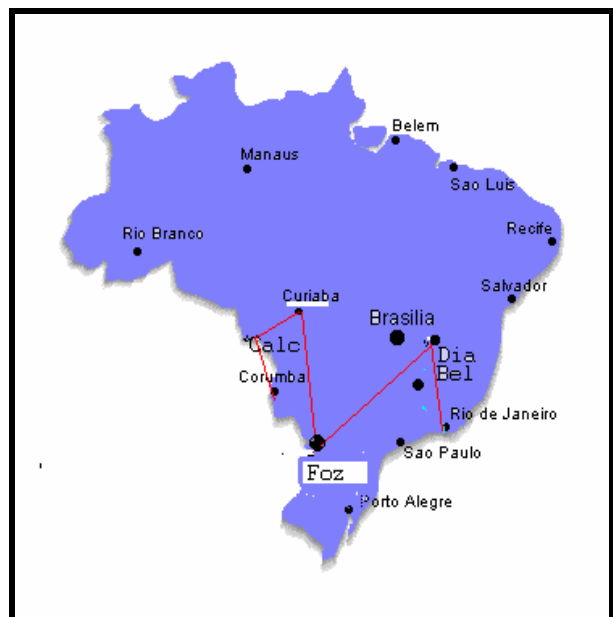 Belem
Manaus
Sao Luis
Rio Branco
Recife
Curiaba
Salvador
Brasilia
Calc
Dia
Bel
Corumba
Rio de Janeiro
Sao Paulo
Foz
Porto Alegre